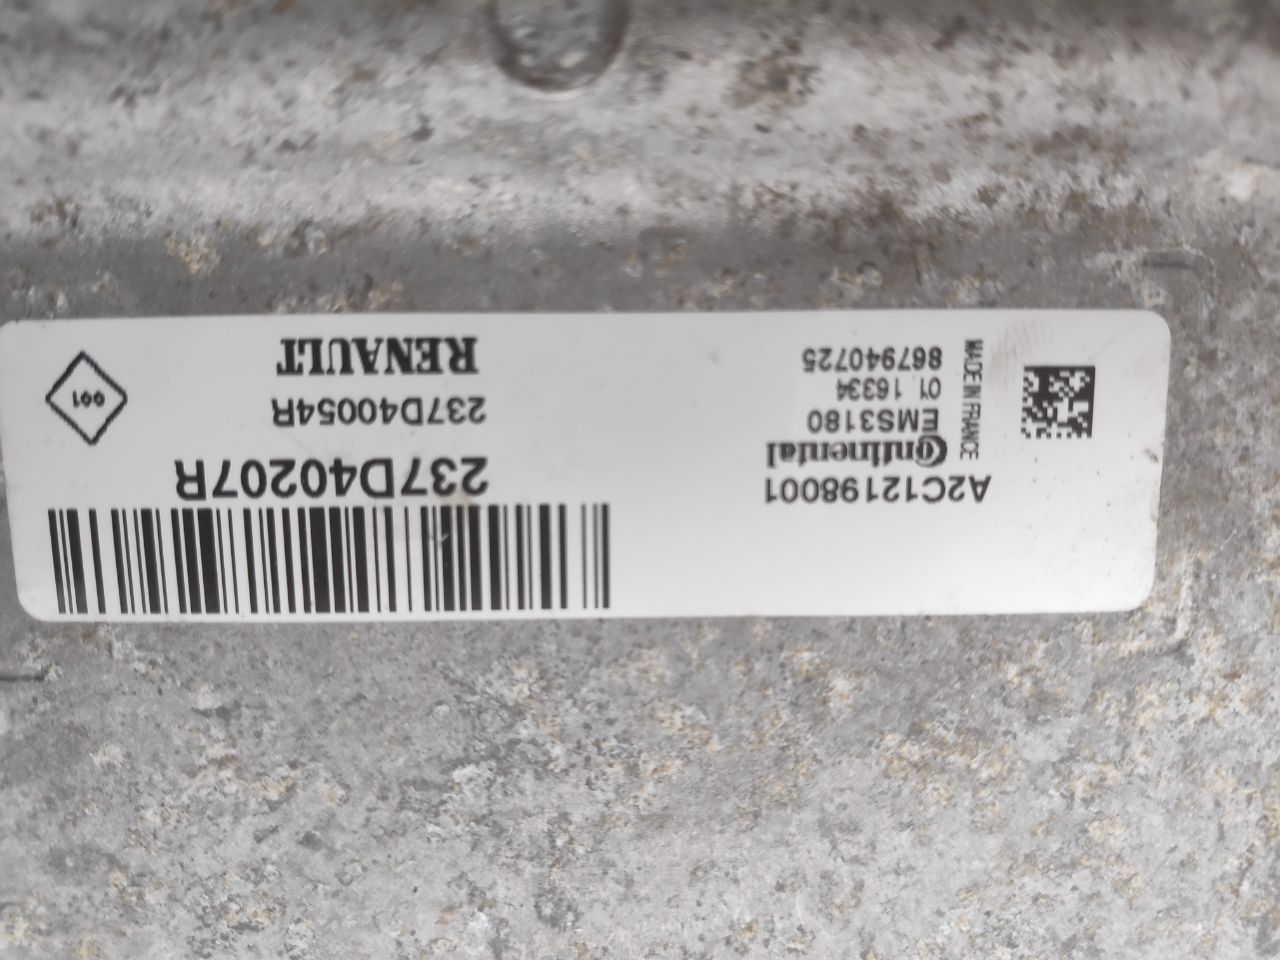 A2C12198001
Continental
EMS3180
01 16334
867940725
MADE IN FRANCE
237D40207R
237D40054R
RENAULT
001